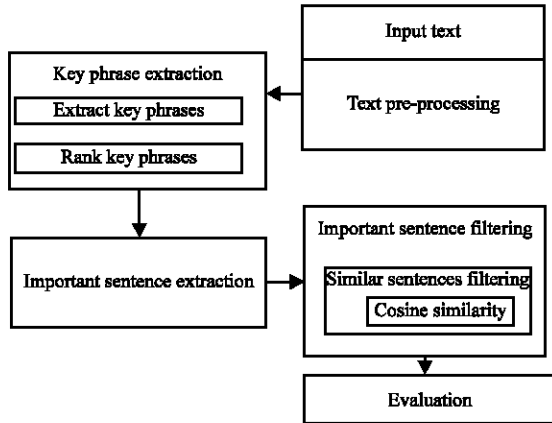 Input text
Text pre-processing
Key phrase extraction
Extract key phrases
Rank key phrases
Important sentence extraction
Important sentence filtering
Similar sentences filtering
Cosine similarity
Evaluation